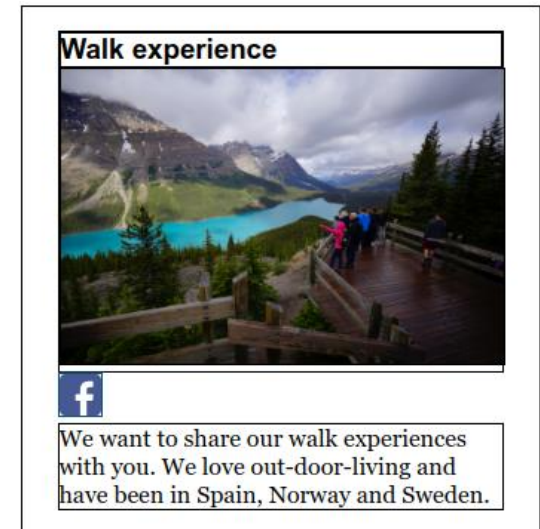 Walk experience
f
We want to share our walk experiences
with you. We love out-door-living and
have been in Spain, Norway and Sweden.